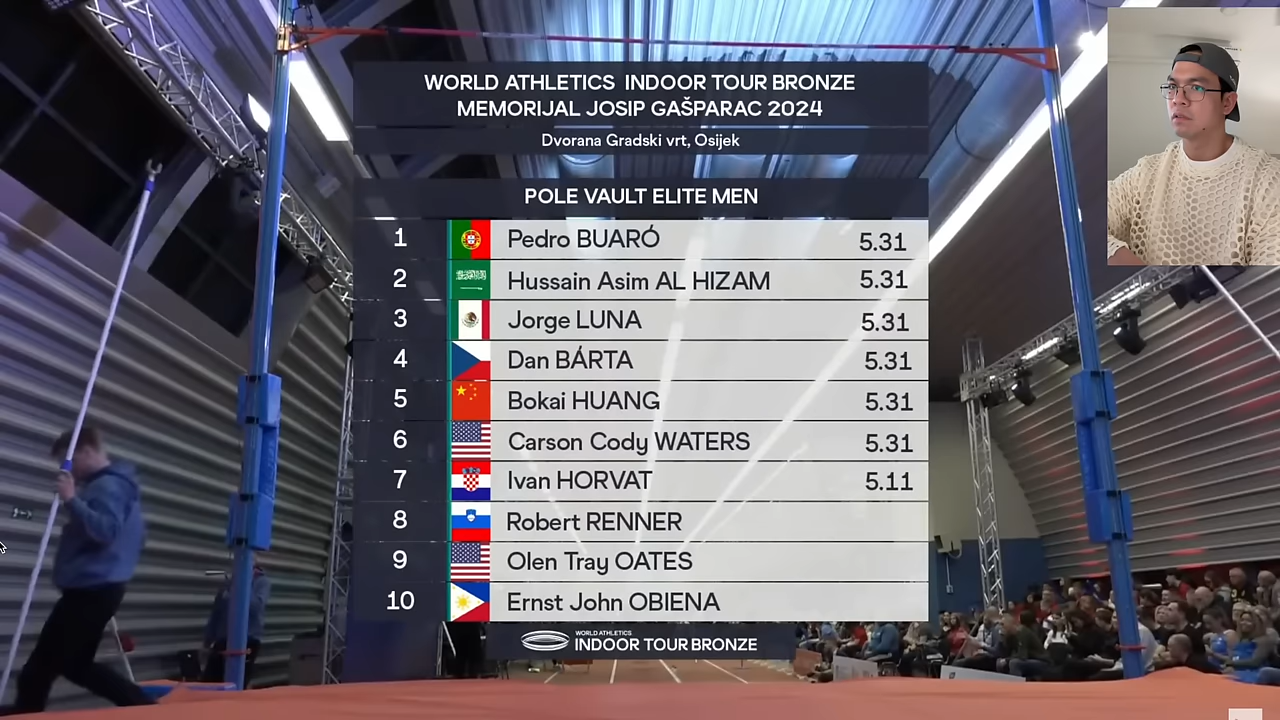 WORLD ATHLETICS INDOOR TOUR BRONZE
MEMORIJAL JOSIP GAŠPARAC 2024
Dvorana Gradski vrt, Osijek
POLE VAULT ELITE MEN
1 Pedro BUARÓ 5.31
2 Hussain Asim AL HIZAM 5.31
3 Jorge LUNA 5.31
4 Dan BÁRTA 5.31
5 Bokai HUANG 5.31
6 Carson Cody WATERS 5.31
7 Ivan HORVAT 5.11
8 Robert RENNER
9 Olen Tray OATES
10 Ernst John OBIENA
WORLD ATHLETICS
INDOOR TOUR BRONZE